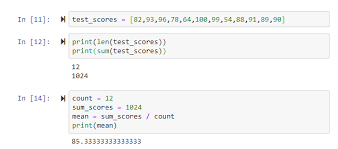 In [11]: test_scores = [82,93,96,78,64,100,99,54,88,91,89,90]
In [12]: print(len(test_scores))
print(sum(test_scores))
12
1024
In [14]: count = 12
sum_scores = 1024
mean = sum_scores / count
print(mean)
85.33333333333333